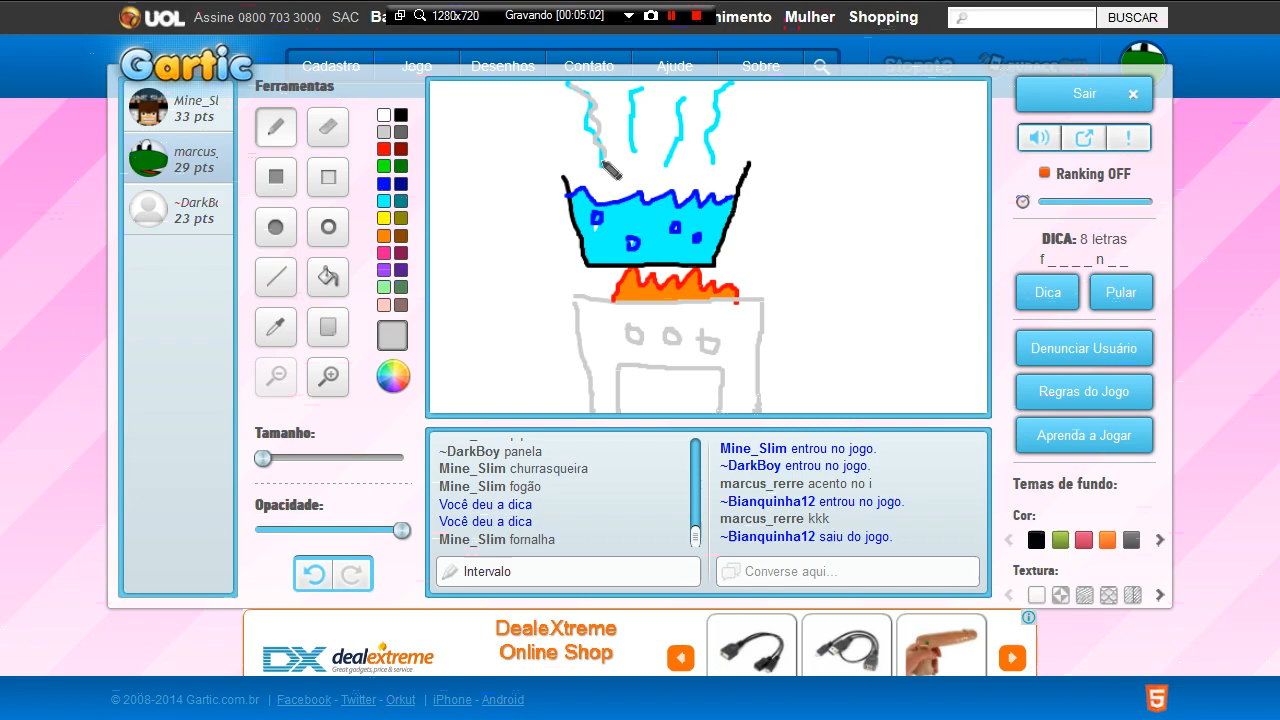 UOL Assine 0800 703 3000 SAC Ba 1280x720 Gravando [00:05:02] nhimento Mulher Shopping BUSCAR
Gartic Cadastro Jogo Desenhos Contato Ajuda Sobre
Mine_Sl
33 pts
marcus_
29 pts
~DarkBo
23 pts
Ferramentas
Tamanho:
Opacidade:
~DarkBoy panela
Mine_Slim churrasqueira
Mine_Slim fogão
Você deu a dica
Você deu a dica
Mine_Slim fornalha
Intervalo
Mine_Slim entrou no jogo.
~DarkBoy entrou no jogo.
marcus_rerre acento no i
~Bianquinha12 entrou no jogo.
marcus_rerre kkk
~Bianquinha12 saiu do jogo.
Converse aqui...
Sair ×
Ranking OFF
DICA: 8 letras
f _ _ _ _ n _ _
Dica Pular
Denunciar Usuário
Regras do Jogo
Aprenda a Jogar
Temas de fundo:
Cor:
Textura:
DX dealextreme
Great gadgets, price & service
DealeXtreme
Online Shop
© 2008-2014 Gartic.com.br | Facebook - Twitter - Orkut | iPhone - Android
5